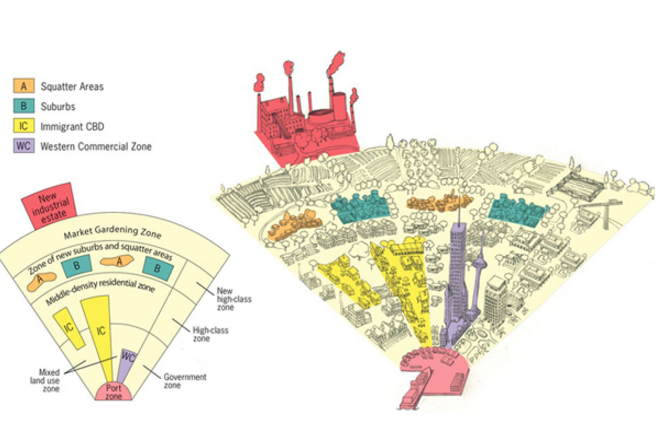 A Squatter Areas
B Suburbs
IC Immigrant CBD
WC Western Commercial Zone
New
industrial
estate
Market Gardening Zone
Zone of new suburbs and squatter areas
A
B
A
B
Middle-density residential zone
New
high-class
zone
IC
IC
High-class
zone
WC
Mixed
land use
zone
Government
zone
Port
zone